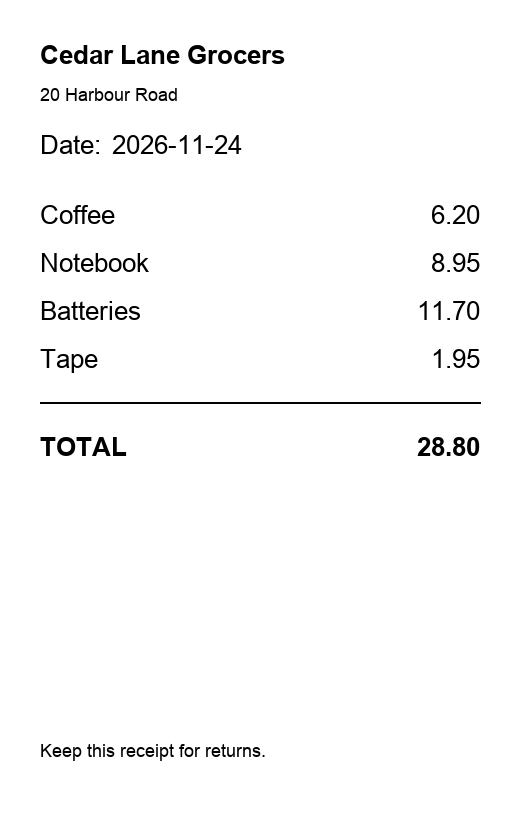 Cedar Lane Grocers
20 Harbour Road
Date: 2026-11-24
Coffee 6.20
Notebook 8.95
Batteries 11.70
Tape 1.95
TOTAL 28.80
Keep this receipt for returns.